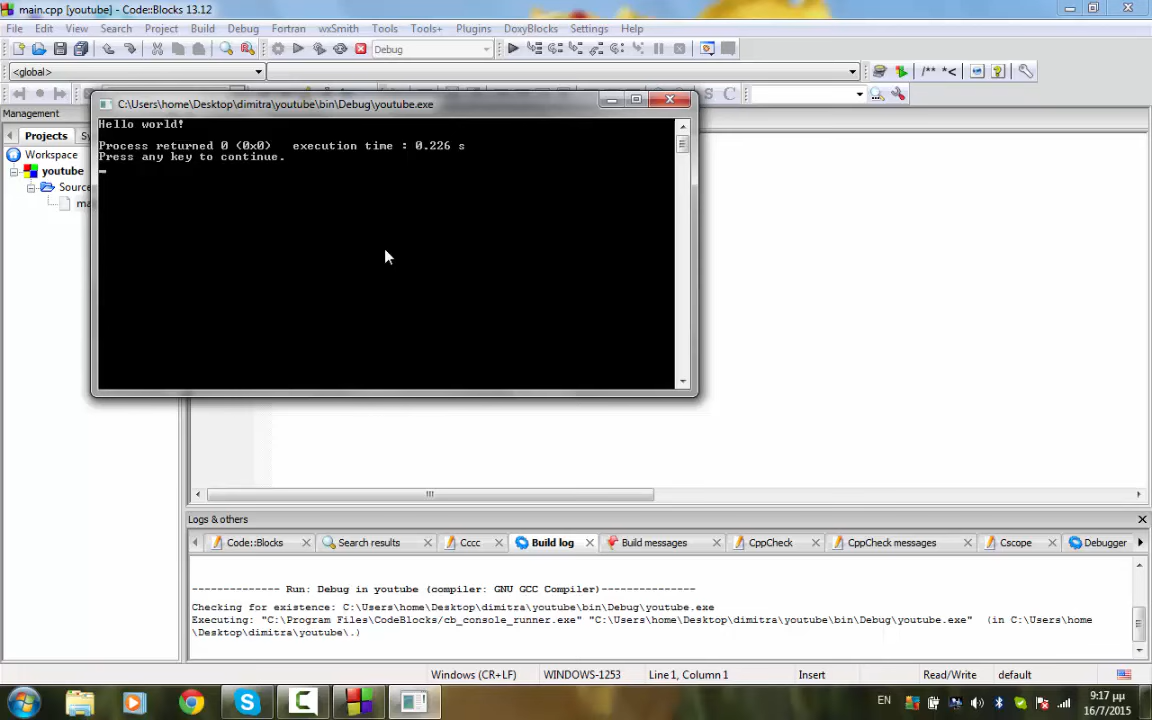 main.cpp [youtube] - Code::Blocks 13.12
File Edit View Search Project Build Debug Fortran wxSmith Tools Tools+ Plugins DoxyBlocks Settings Help
Debug
<global>
/** *<
Management
C:\Users\home\Desktop\dimitra\youtube\bin\Debug\youtube.exe
S C
Projects
Hello world!
Process returned 0 (0x0) execution time : 0.226 s
Press any key to continue.
Workspace
youtube
Source
Logs & others
Code::Blocks Search results Cccc Build log Build messages CppCheck CppCheck messages Cscope Debugger
-------------- Run: Debug in youtube (compiler: GNU GCC Compiler)---------------
Checking for existence: C:\Users\home\Desktop\dimitra\youtube\bin\Debug\youtube.exe
Executing: "C:\Program Files\CodeBlocks/cb_console_runner.exe" "C:\Users\home\Desktop\dimitra\youtube\bin\Debug\youtube.exe" (in C:\Users\home
\Desktop\dimitra\youtube\.)
Windows (CR+LF) WINDOWS-1253 Line 1, Column 1 Insert Read/Write default
EN
9:17 μμ
16/7/2015